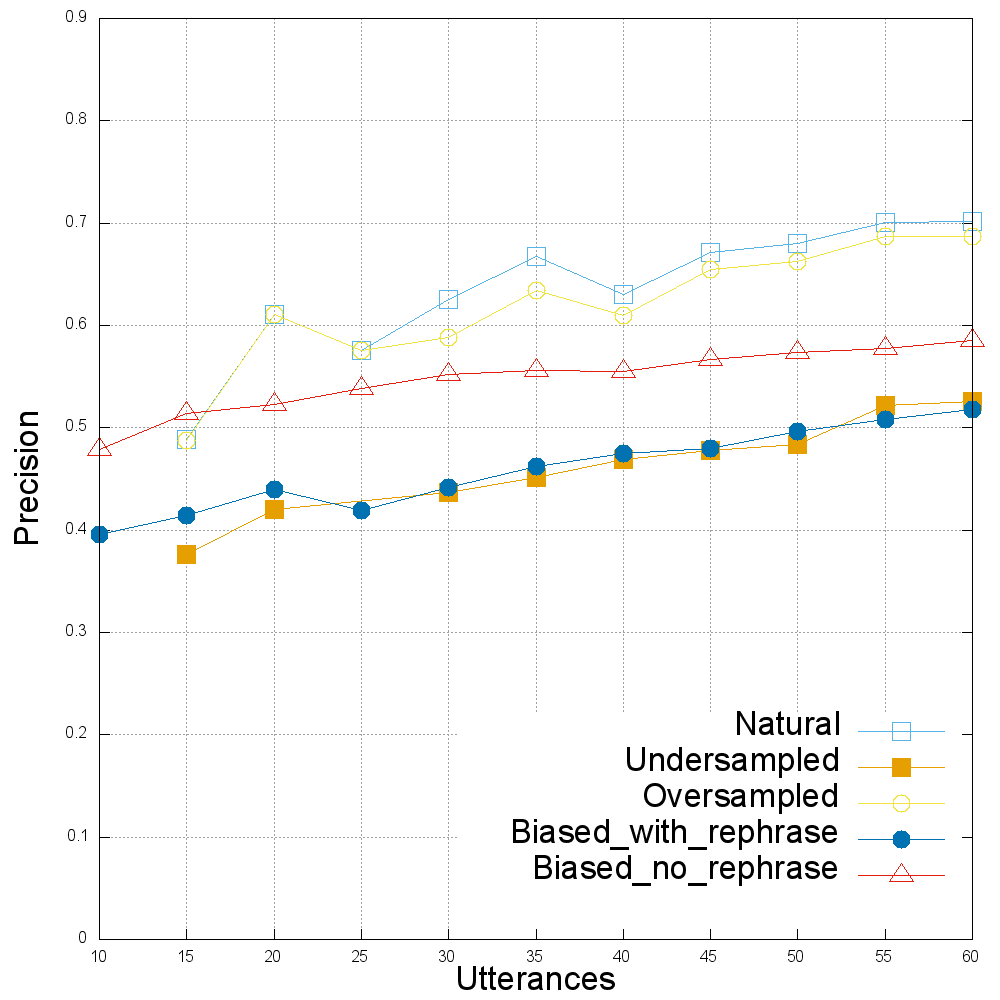 0.9
0.8
0.7
0.6
0.5
0.4
0.3
0.2
0.1
0
Precision
Natural
Undersampled
Oversampled
Biased_with_rephrase
Biased_no_rephrase
10 15 20 25 30 35 40 45 50 55 60
Utterances